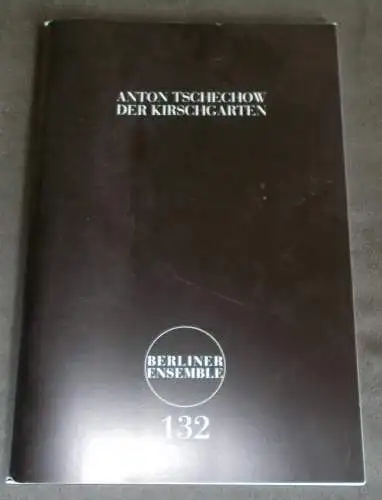 ANTON TSCHECHOW
DER KIRSCHGARTEN
BERLINER
ENSEMBLE
132